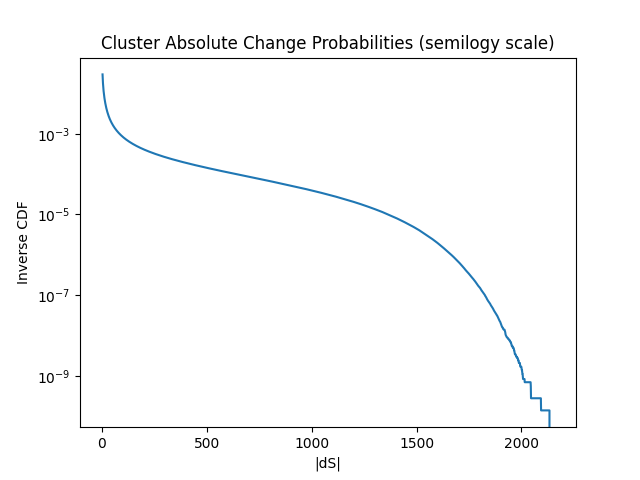 Cluster Absolute Change Probabilities (semilogy scale)
Inverse CDF
10⁻³
10⁻⁵
10⁻⁷
10⁻⁹
0 500 1000 1500 2000
|dS|